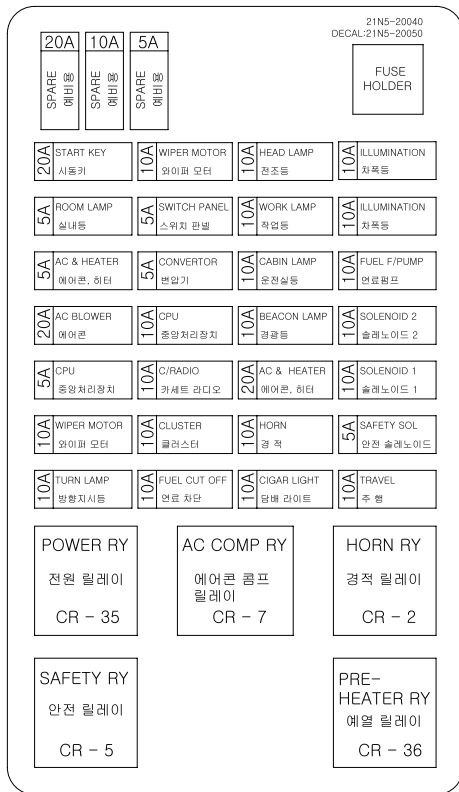 21N5-20040
DECAL:21N5-20050
20A
10A
5A
SPARE
예비용
SPARE
예비용
SPARE
예비용
FUSE
HOLDER
20A
START KEY
시동키
10A
WIPER MOTOR
와이퍼 모터
10A
HEAD LAMP
전조등
10A
ILLUMINATION
차폭등
5A
ROOM LAMP
실내등
5A
SWITCH PANEL
스위치 판넬
10A
WORK LAMP
작업등
10A
ILLUMINATION
차폭등
5A
AC & HEATER
에어콘, 히터
5A
CONVERTOR
변압기
10A
CABIN LAMP
운전실등
10A
FUEL F/PUMP
연료펌프
20A
AC BLOWER
에어콘
10A
CPU
중앙처리장치
10A
BEACON LAMP
경광등
10A
SOLENOID 2
솔레노이드 2
5A
CPU
중앙처리장치
10A
C/RADIO
카세트 라디오
20A
AC & HEATER
에어콘, 히터
10A
SOLENOID 1
솔레노이드 1
10A
WIPER MOTOR
와이퍼 모터
10A
CLUSTER
클러스터
10A
HORN
경 적
5A
SAFETY SOL
안전 솔레노이드
10A
TURN LAMP
방향지시등
10A
FUEL CUT OFF
연료 차단
10A
CIGAR LIGHT
담배 라이트
10A
TRAVEL
주 행
POWER RY
전원 릴레이
CR - 35
AC COMP RY
에어콘 콤프
릴레이
CR - 7
HORN RY
경적 릴레이
CR - 2
SAFETY RY
안전 릴레이
CR - 5
PRE-
HEATER RY
예열 릴레이
CR - 36